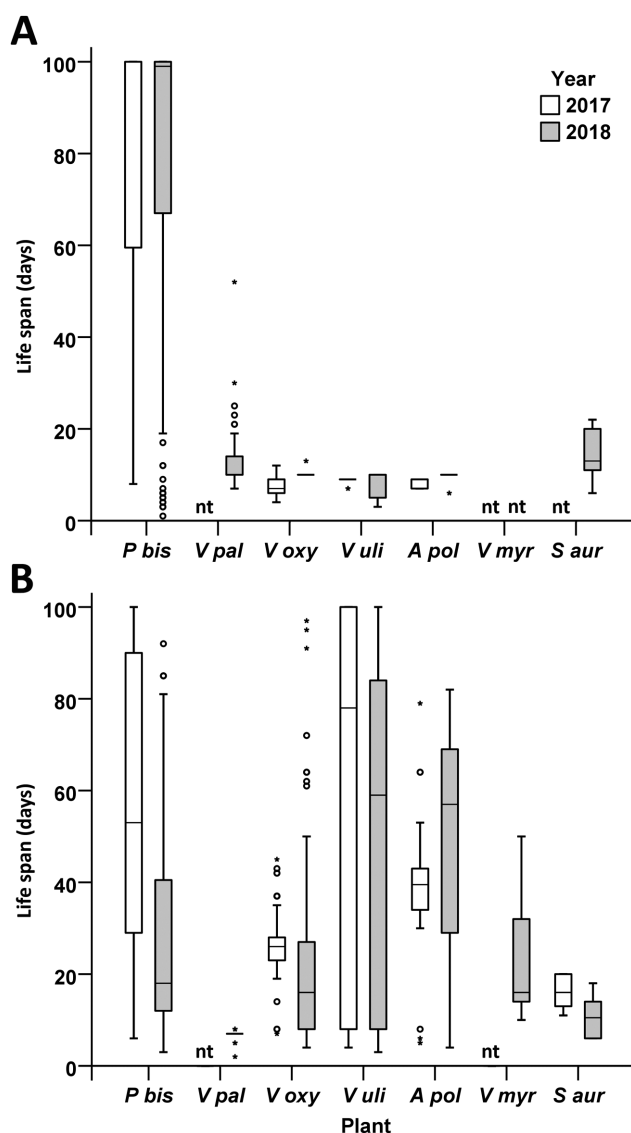 A
Year
2017
2018
Life span (days)
100
80
60
40
20
0
nt nt nt nt
P bis V pal V oxy V uli A pol V myr S aur
B
Life span (days)
100
80
60
40
20
0
nt nt
P bis V pal V oxy V uli A pol V myr S aur
Plant